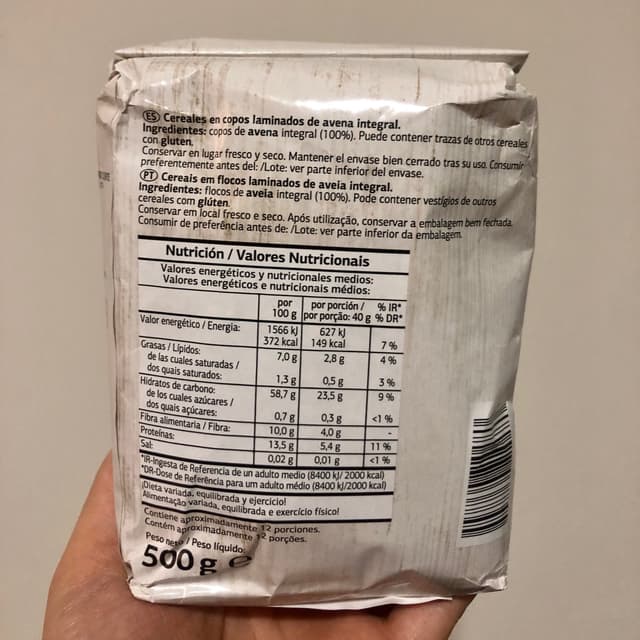 ES Cereales en copos laminados de avena integral.
Ingredientes: copos de avena integral (100%). Puede contener trazas de otros cereales
con gluten.
Conservar en lugar fresco y seco. Mantener el envase bien cerrado tras su uso. Consumir
preferentemente antes del: /Lote: ver parte inferior del envase.
PT Cereais em flocos laminados de aveia integral.
Ingredientes: flocos de aveia integral (100%). Pode conter vestígios de outros
cereales com glúten.
Conservar em local fresco e seco. Após utilização, conservar a embalagem bem fechada.
Consumir de preferência antes de: /Lote: ver parte inferior da embalagem.
Nutrición / Valores Nutricionais
Valores energéticos y nutricionales medios:
Valores energéticos e nutricionais médios:
por 100 g por porción / por porção: 40 g % IR* % DR*
Valor energético / Energia: 1566 kJ 627 kJ
372 kcal 149 kcal 7 %
Grasas / Lípidos: 7,0 g 2,8 g 4 %
de las cuales saturadas /
dos quais saturados: 1,3 g 0,5 g 3 %
Hidratos de carbono: 58,7 g 23,5 g 9 %
de los cuales azúcares /
dos quais açúcares: 0,7 g 0,3 g <1 %
Fibra alimentaria / Fibra: 10,0 g 4,0 g -
Proteínas: 13,5 g 5,4 g 11 %
Sal: 0,02 g 0,01 g <1 %
*IR-Ingesta de Referencia de un adulto medio (8400 kJ/ 2000 kcal)
*DR-Dose de Referência para um adulto médio (8400 kJ/2000 kcal)
¡Dieta variada, equilibrada y ejercicio!
Alimentação variada, equilibrada e exercício físico!
Contiene aproximadamente 12 porciones.
Contém aproximadamente 12 porções.
Peso neto / Peso líquido:
500 g e